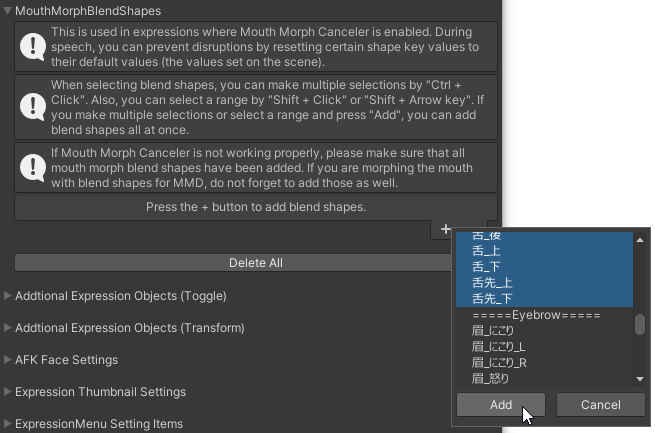 MouthMorphBlendShapes
This is used in expressions where Mouth Morph Canceler is enabled. During
speech, you can prevent disruptions by resetting certain shape key values to
their default values (the values set on the scene).
When selecting blend shapes, you can make multiple selections by "Ctrl +
Click". Also, you can select a range by "Shift + Click" or "Shift + Arrow key". If
you make multiple selections or select a range and press "Add", you can add
blend shapes all at once.
If Mouth Morph Canceler is not working properly, please make sure that all
mouth morph blend shapes have been added. If you are morphing the
mouth with blend shapes for MMD, do not forget to add those as well.
Press the + button to add blend shapes.
+
Delete All
Addtional Expression Objects (Toggle)
Addtional Expression Objects (Transform)
AFK Face Settings
Expression Thumbnail Settings
ExpressionMenu Setting Items
舌_後
舌_上
舌_下
舌先_上
舌先_下
=====Eyebrow=====
眉_にこり
眉_にこり_L
眉_にこり_R
眉_怒り
Add
Cancel